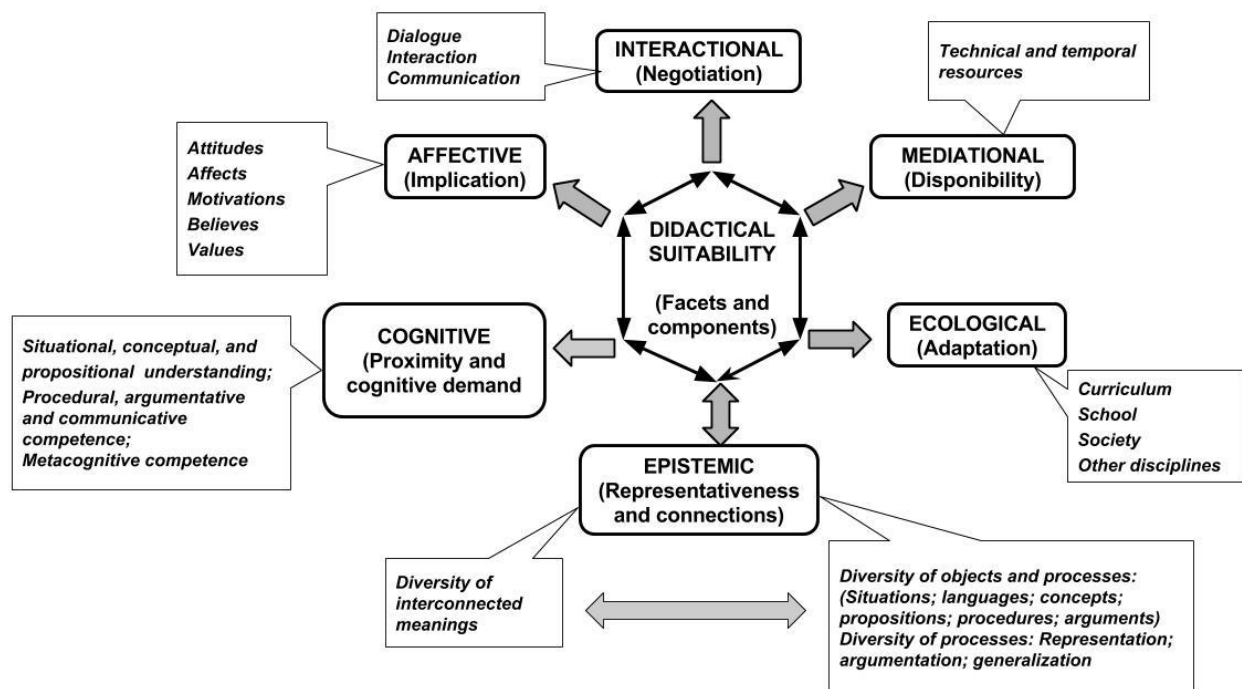 Dialogue
Interaction
Communication
INTERACTIONAL
(Negotiation)
Technical and temporal
resources
Attitudes
Affects
Motivations
Believes
Values
AFFECTIVE
(Implication)
MEDIATIONAL
(Disponibility)
DIDACTICAL
SUITABILITY
(Facets and
components)
Situational, conceptual, and
propositional understanding;
Procedural, argumentative
and communicative
competence;
Metacognitive competence
COGNITIVE
(Proximity and
cognitive demand
ECOLOGICAL
(Adaptation)
Curriculum
School
Society
Other disciplines
EPISTEMIC
(Representativeness
and connections)
Diversity of
interconnected
meanings
Diversity of objects and processes:
(Situations; languages; concepts;
propositions; procedures; arguments)
Diversity of processes: Representation;
argumentation; generalization